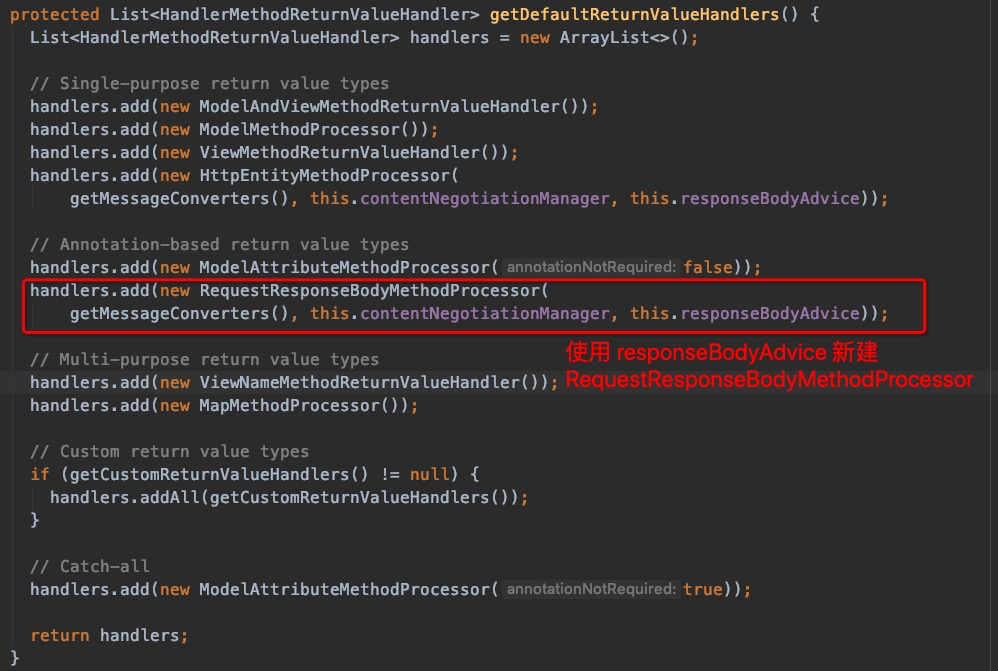 protected List<HandlerMethodReturnValueHandler> getDefaultReturnValueHandlers() {
  List<HandlerMethodReturnValueHandler> handlers = new ArrayList<>();

  // Single-purpose return value types
  handlers.add(new ModelAndViewMethodReturnValueHandler());
  handlers.add(new ModelMethodProcessor());
  handlers.add(new ViewMethodReturnValueHandler());
  handlers.add(new HttpEntityMethodProcessor(
      getMessageConverters(), this.contentNegotiationManager, this.responseBodyAdvice));

  // Annotation-based return value types
  handlers.add(new ModelAttributeMethodProcessor( annotationNotRequired: false));
  handlers.add(new RequestResponseBodyMethodProcessor(
      getMessageConverters(), this.contentNegotiationManager, this.responseBodyAdvice));

  // Multi-purpose return value types
使用 responseBodyAdvice 新建
  handlers.add(new ViewNameMethodReturnValueHandler());
RequestResponseBodyMethodProcessor
  handlers.add(new MapMethodProcessor());

  // Custom return value types
  if (getCustomReturnValueHandlers() != null) {
    handlers.addAll(getCustomReturnValueHandlers());
  }

  // Catch-all
  handlers.add(new ModelAttributeMethodProcessor( annotationNotRequired: true));

  return handlers;
}